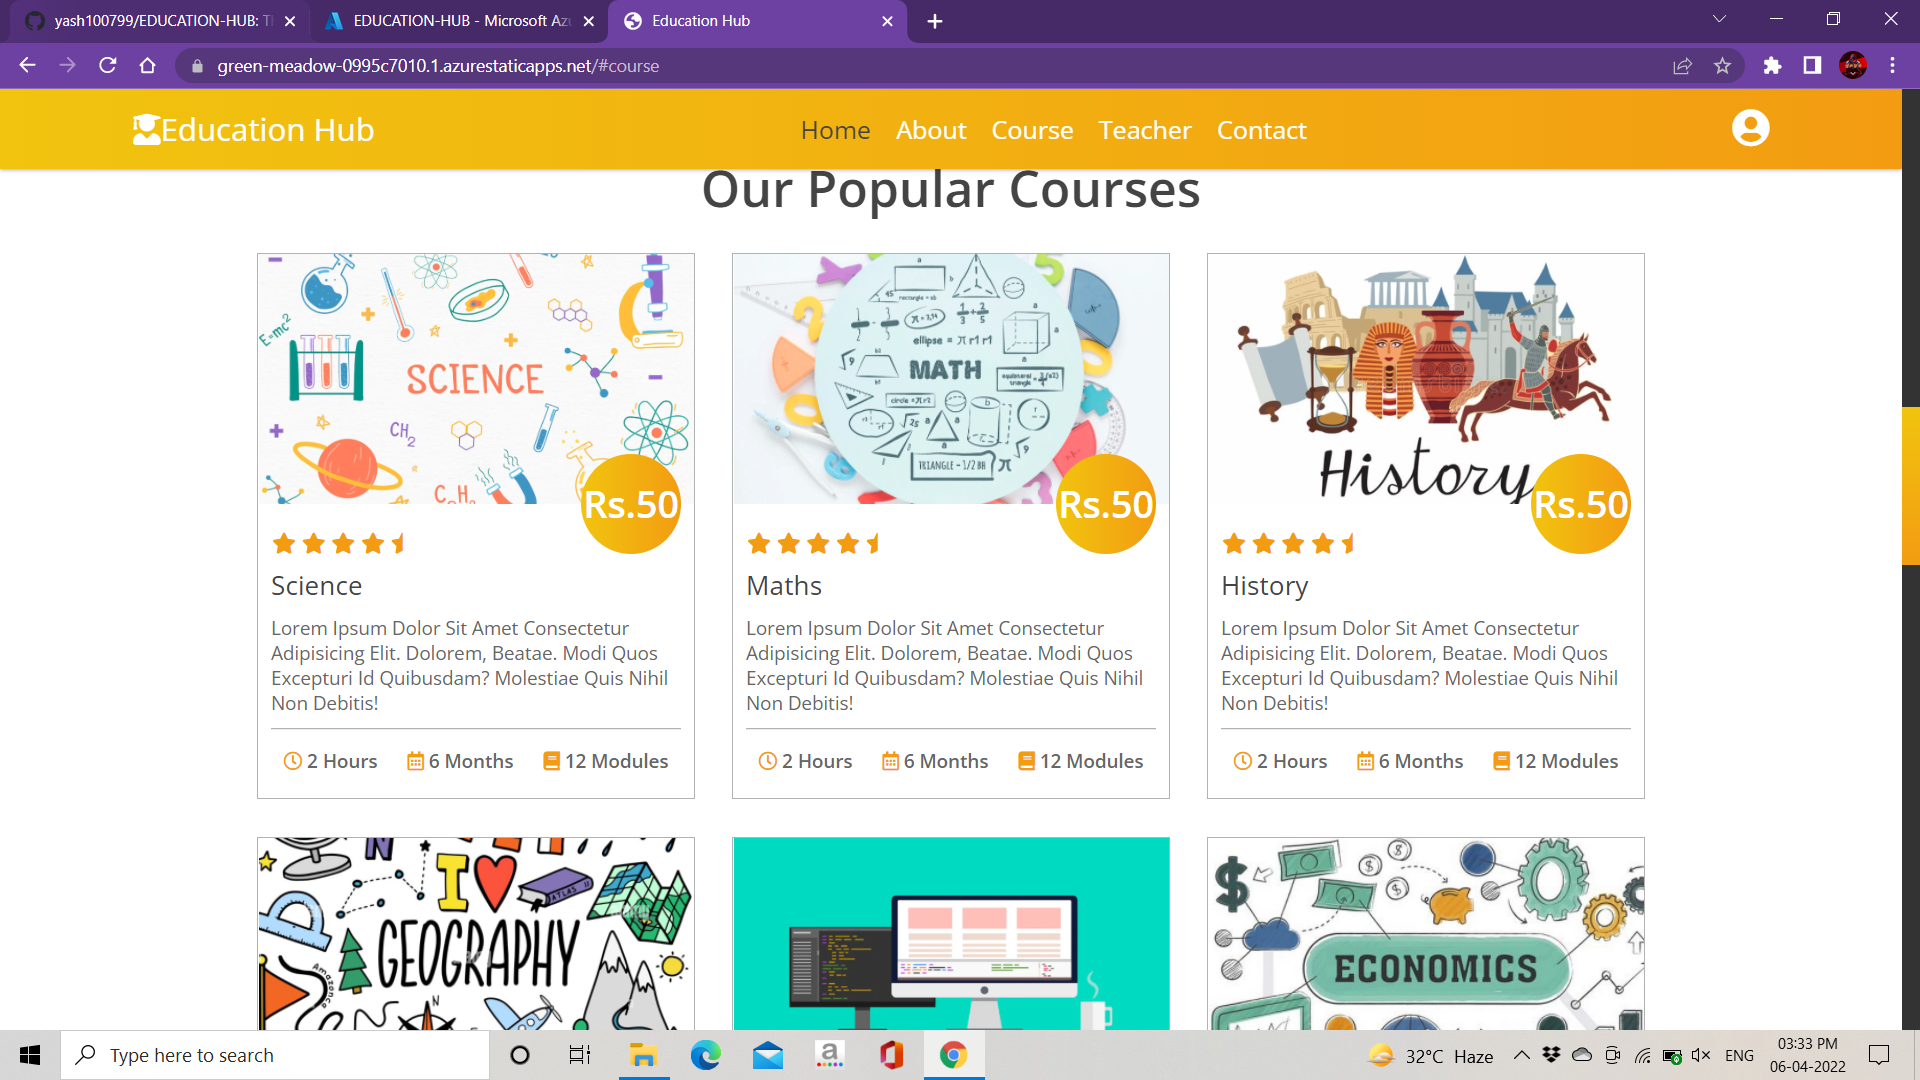 yash100799/EDUCATION-HUB: T
EDUCATION-HUB - Microsoft Az
Education Hub
green-meadow-0995c7010.1.azurestaticapps.net/#course
Education Hub
Home About Course Teacher Contact
Our Popular Courses
E=mc²
SCIENCE
CH2
Rs.50
Science
Lorem Ipsum Dolor Sit Amet Consectetur
Adipisicing Elit. Dolorem, Beatae. Modi Quos
Excepturi Id Quibusdam? Molestiae Quis Nihil
Non Debitis!
2 Hours 6 Months 12 Modules
ellipse = π r1 r1
MATH
circle = π r2
TRIANGLE = 1/2 BH
Rs.50
Maths
Lorem Ipsum Dolor Sit Amet Consectetur
Adipisicing Elit. Dolorem, Beatae. Modi Quos
Excepturi Id Quibusdam? Molestiae Quis Nihil
Non Debitis!
2 Hours 6 Months 12 Modules
History
Rs.50
History
Lorem Ipsum Dolor Sit Amet Consectetur
Adipisicing Elit. Dolorem, Beatae. Modi Quos
Excepturi Id Quibusdam? Molestiae Quis Nihil
Non Debitis!
2 Hours 6 Months 12 Modules
I
ATLAS
GEOGRAPHY
Amazonca
N
ECONOMICS
Type here to search
32°C Haze
ENG
03:33 PM
06-04-2022